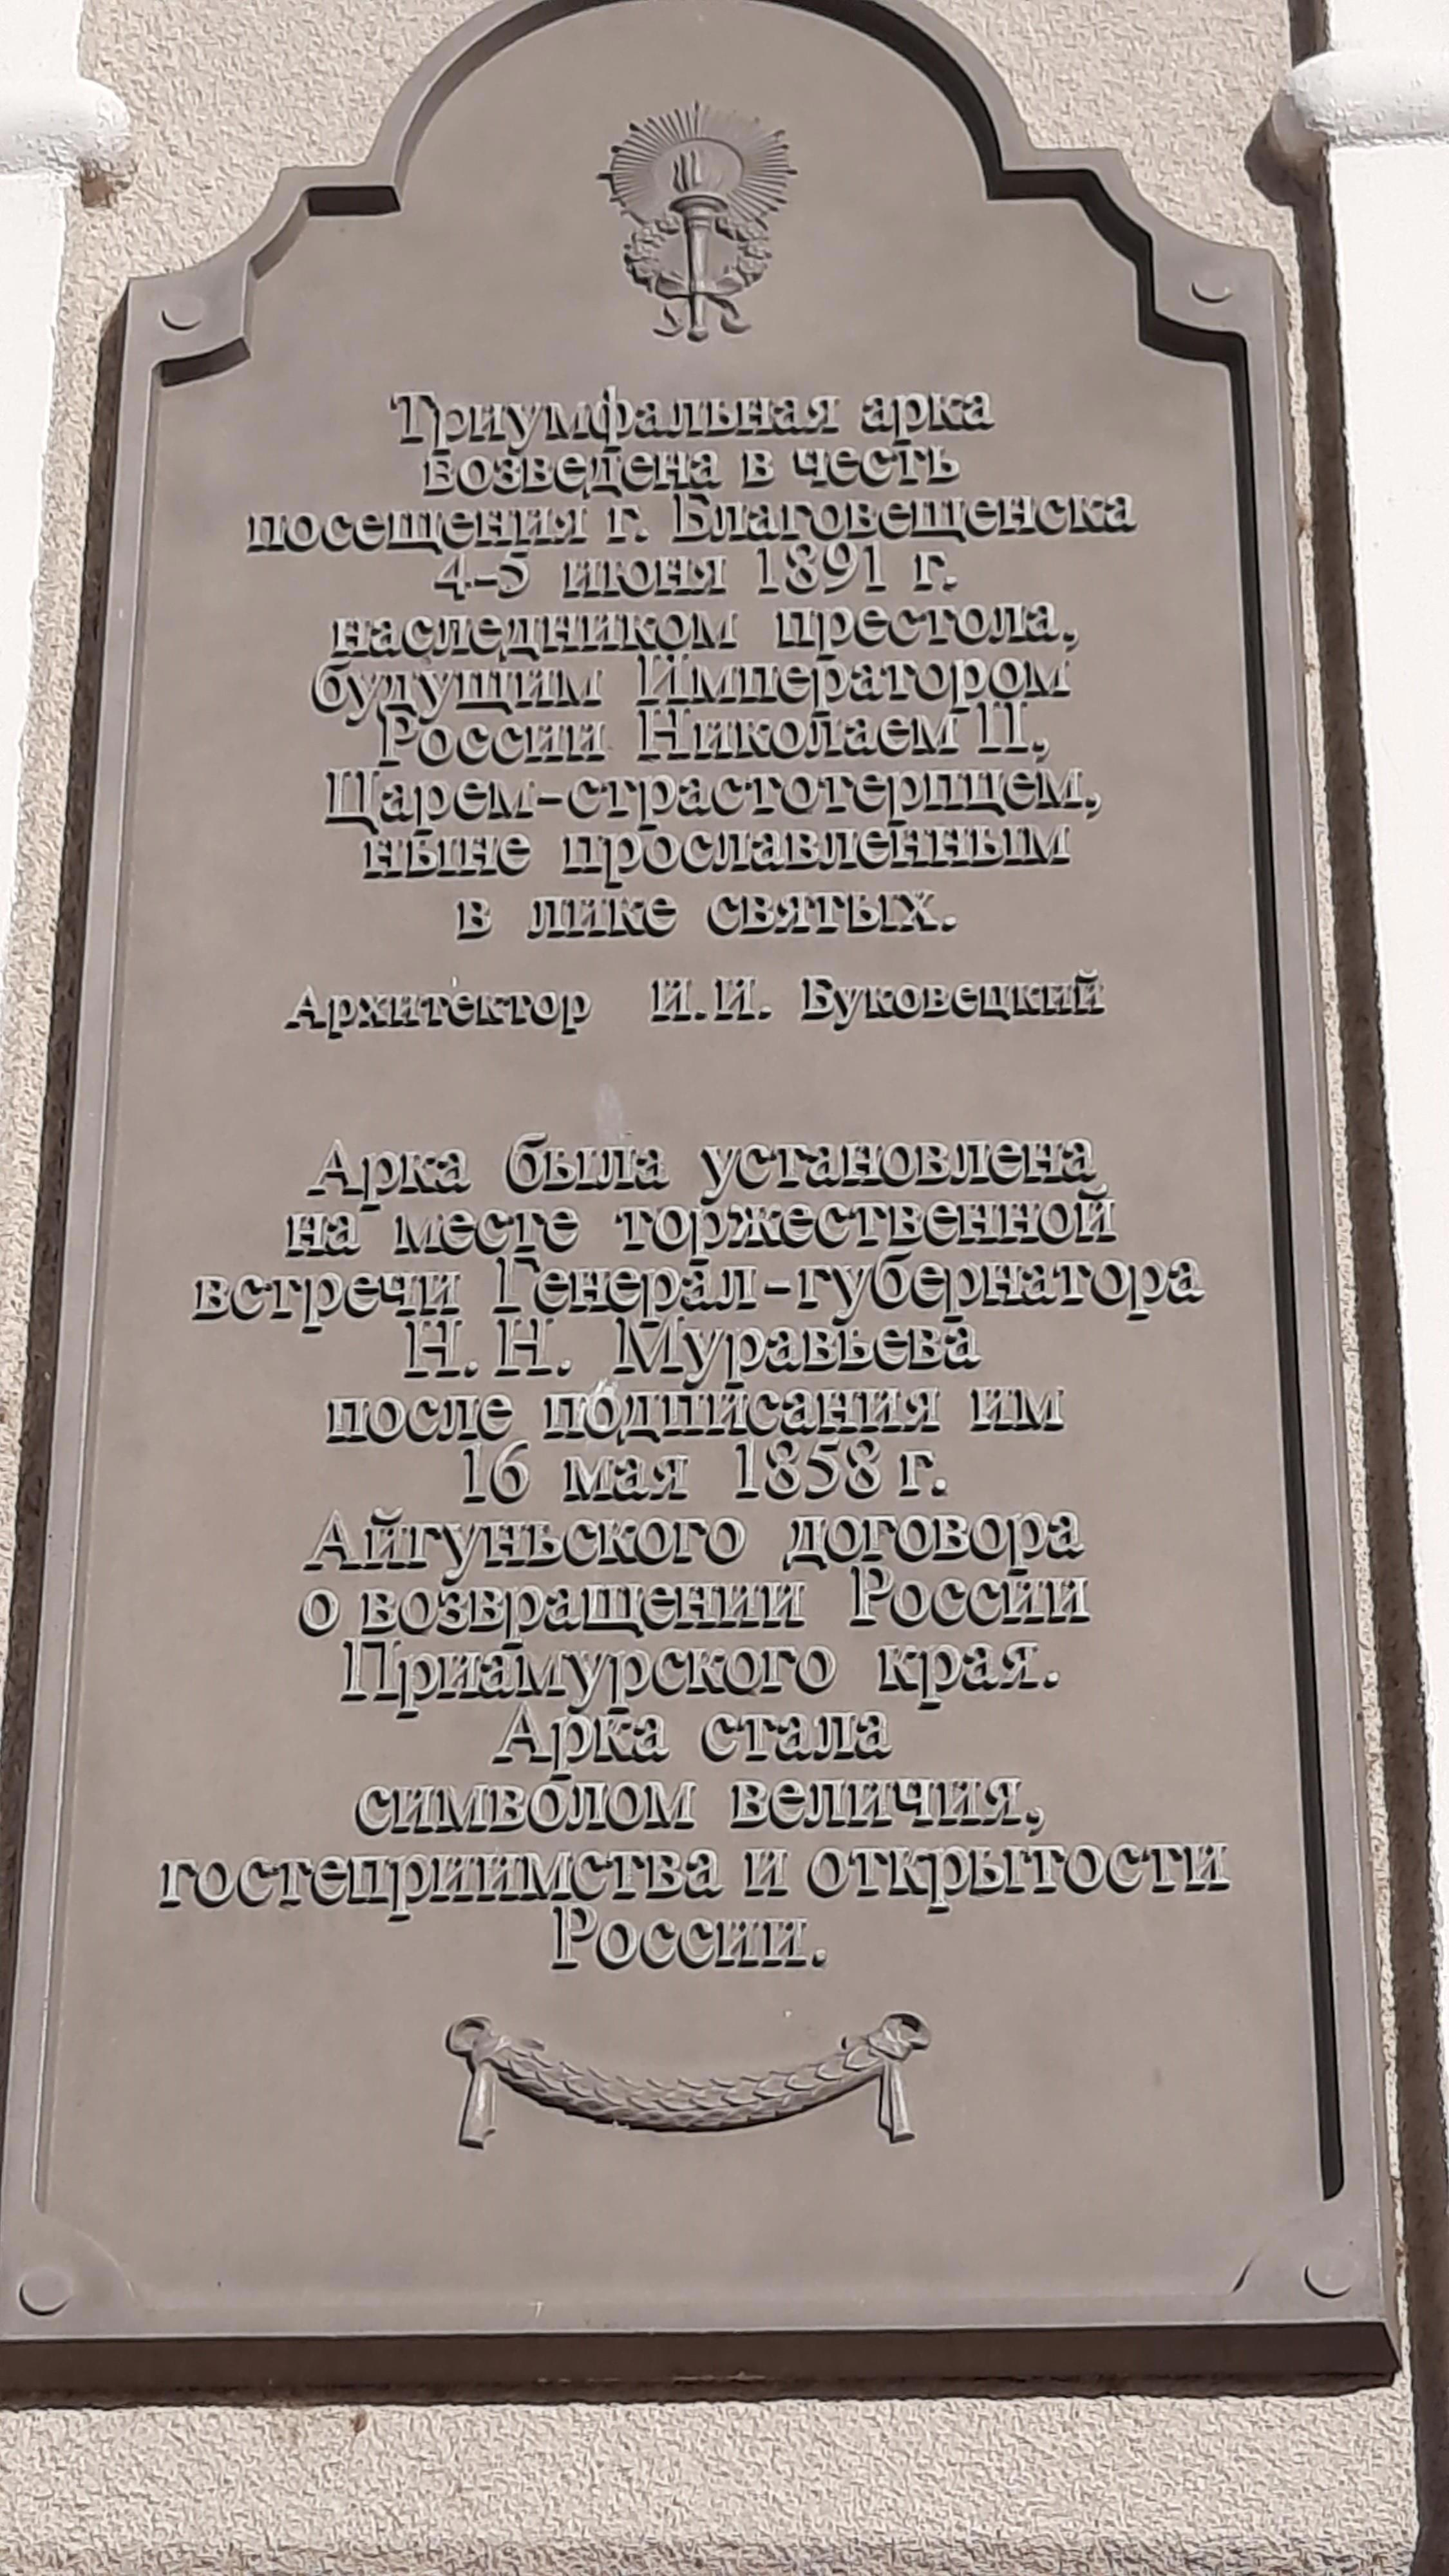 Триумфальная арка
возведена в честь
посещения г. Благовещенска
4-5 июня 1891 г.
наследником престола,
будущим Императором
России Николаем II,
Царем-страстотерпцем,
ныне прославленным
в лике святых.
Архитектор И.И. Буковецкий
Арка была установлена
на месте торжественной
встречи Генерал-губернатора
Н. Н. Муравьева
после подписания им
16 мая 1858 г.
Айгуньского договора
о возвращении России
Приамурского края.
Арка стала
символом величия,
гостеприимства и открытости
России.